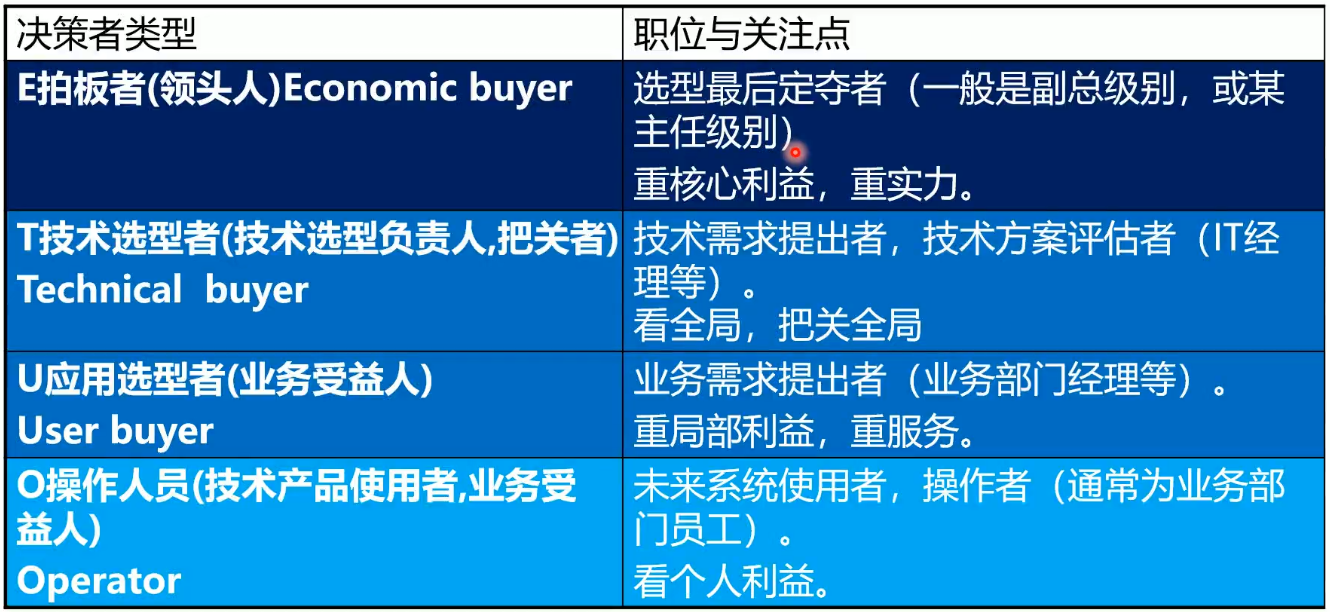 决策者类型
职位与关注点
E拍板者(领头人)Economic buyer
选型最后定夺者（一般是副总级别，或某
主任级别）
重核心利益，重实力。
T技术选型者(技术选型负责人,把关者)
Technical buyer
技术需求提出者，技术方案评估者（IT经
理等）。
看全局，把关全局
U应用选型者(业务受益人)
User buyer
业务需求提出者（业务部门经理等）。
重局部利益，重服务。
O操作人员(技术产品使用者,业务受
益人)
Operator
未来系统使用者，操作者（通常为业务部
门员工）。
看个人利益。